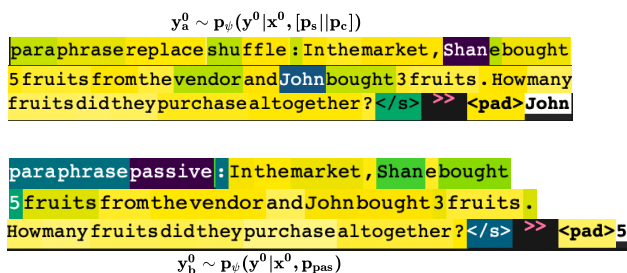 y_a^0 ∼ p_ψ(y^0|x^0, [p_s||p_c])
paraphrase replace shuffle : In the market , Shane bought
5 fruits from the vendor and John bought 3 fruits . How many
fruits did they purchase altogether ? </s> >> <pad> John
paraphrase passive : In the market , Shane bought
5 fruits from the vendor and John bought 3 fruits .
How many fruits did they purchase altogether ? </s> >> <pad> 5
y_b^0 ∼ p_ψ(y^0|x^0, p_pas)